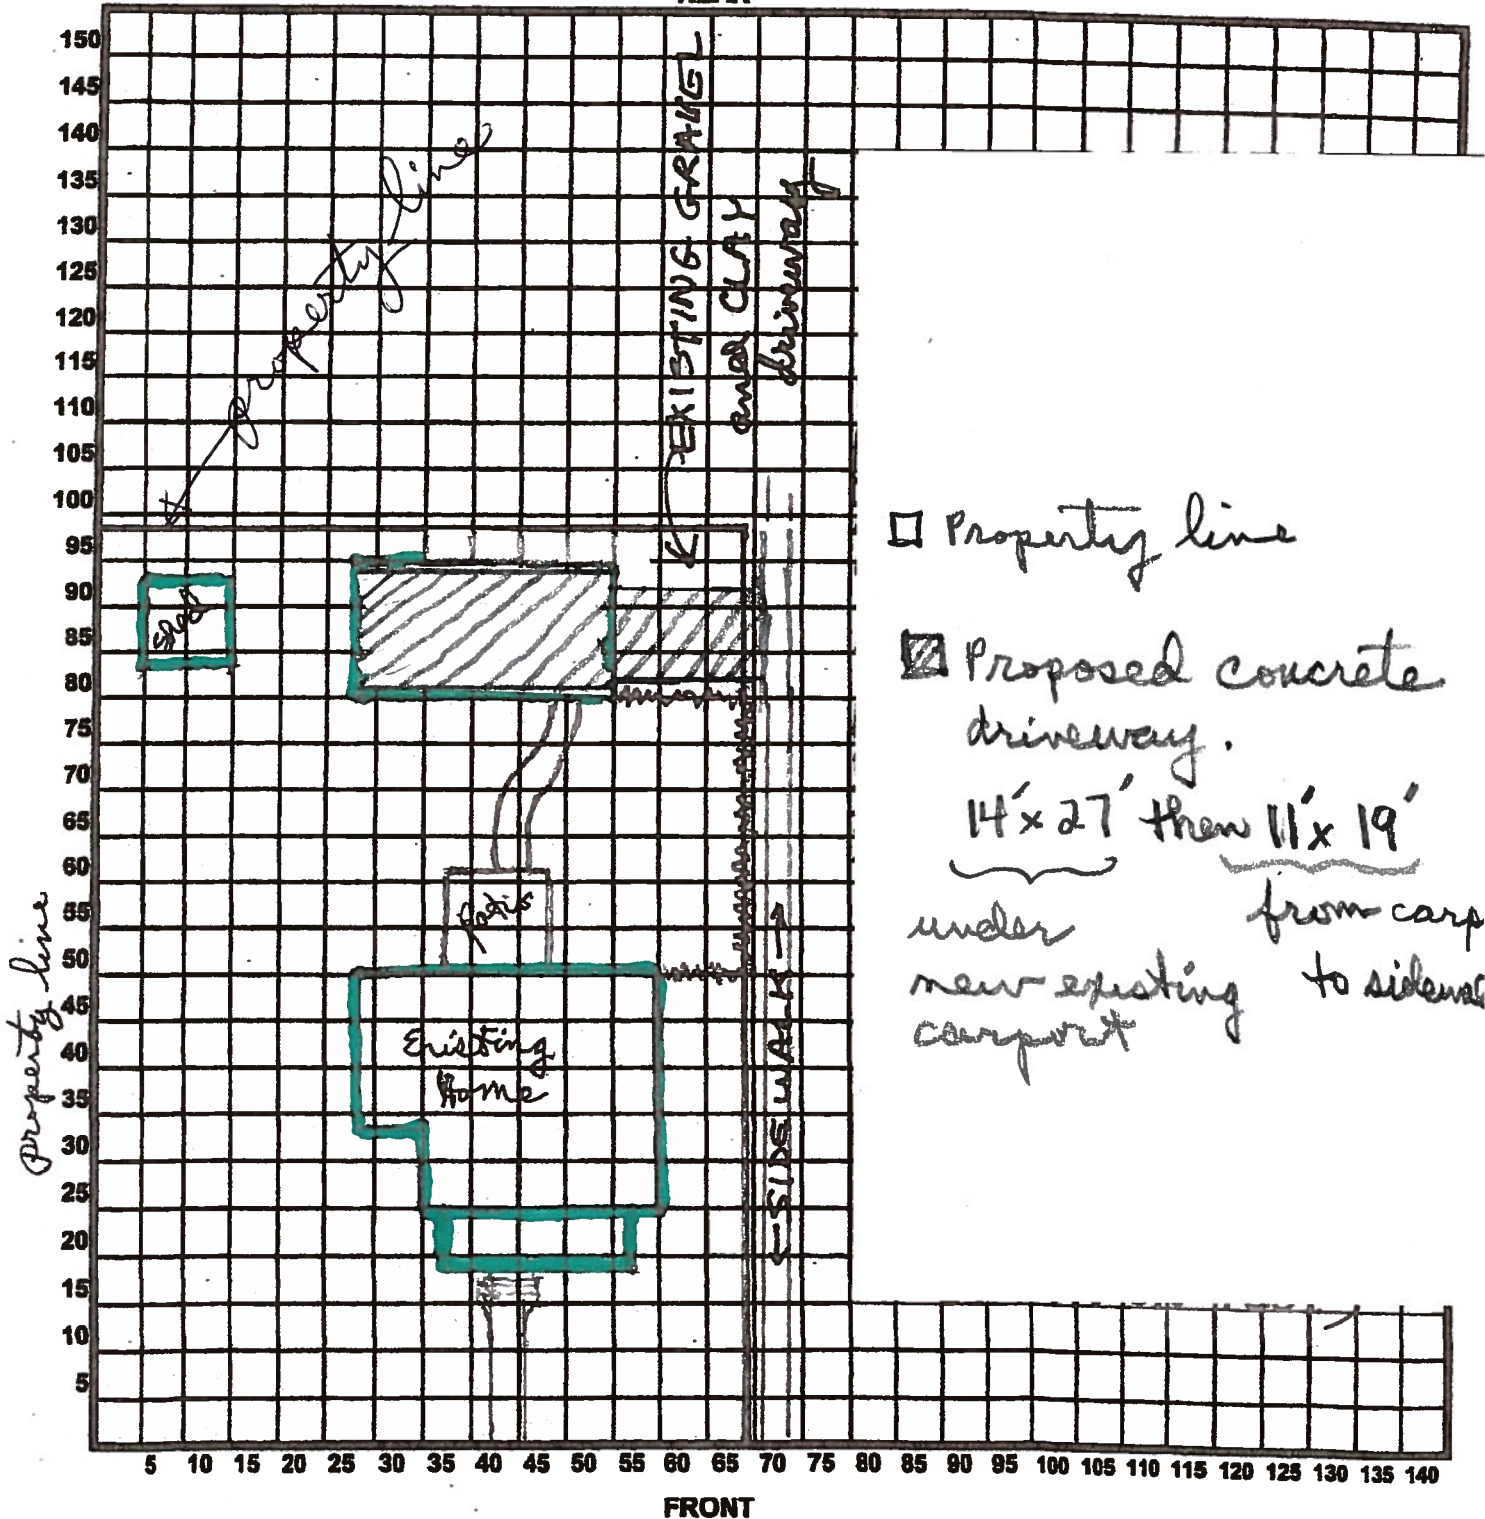 150
145
140
135
130
125
120
115
110
105
100
95
90
85
80
75
70
65
60
55
50
45
40
35
30
25
20
15
10
5
property line
EXISTING GRAVEL
and CLAY
driveway
Shed
Patio
Existing
Home
SIDEWALK
property line
Property line
Proposed concrete
driveway.
14' x 27' then 11' x 19'
under from carp
new existing to sidewa
carport
5 10 15 20 25 30 35 40 45 50 55 60 65 70 75 80 85 90 95 100 105 110 115 120 125 130 135 140
FRONT